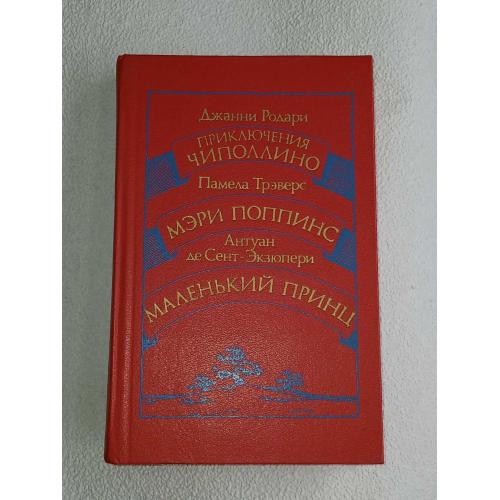 Джанни Родари
ПРИКЛЮЧЕНИЯ
ЧИПОЛЛИНО
Памела Трэверс
МЭРИ ПОППИНС
Антуан
де Сент-Экзюпери
МАЛЕНЬКИЙ ПРИНЦ